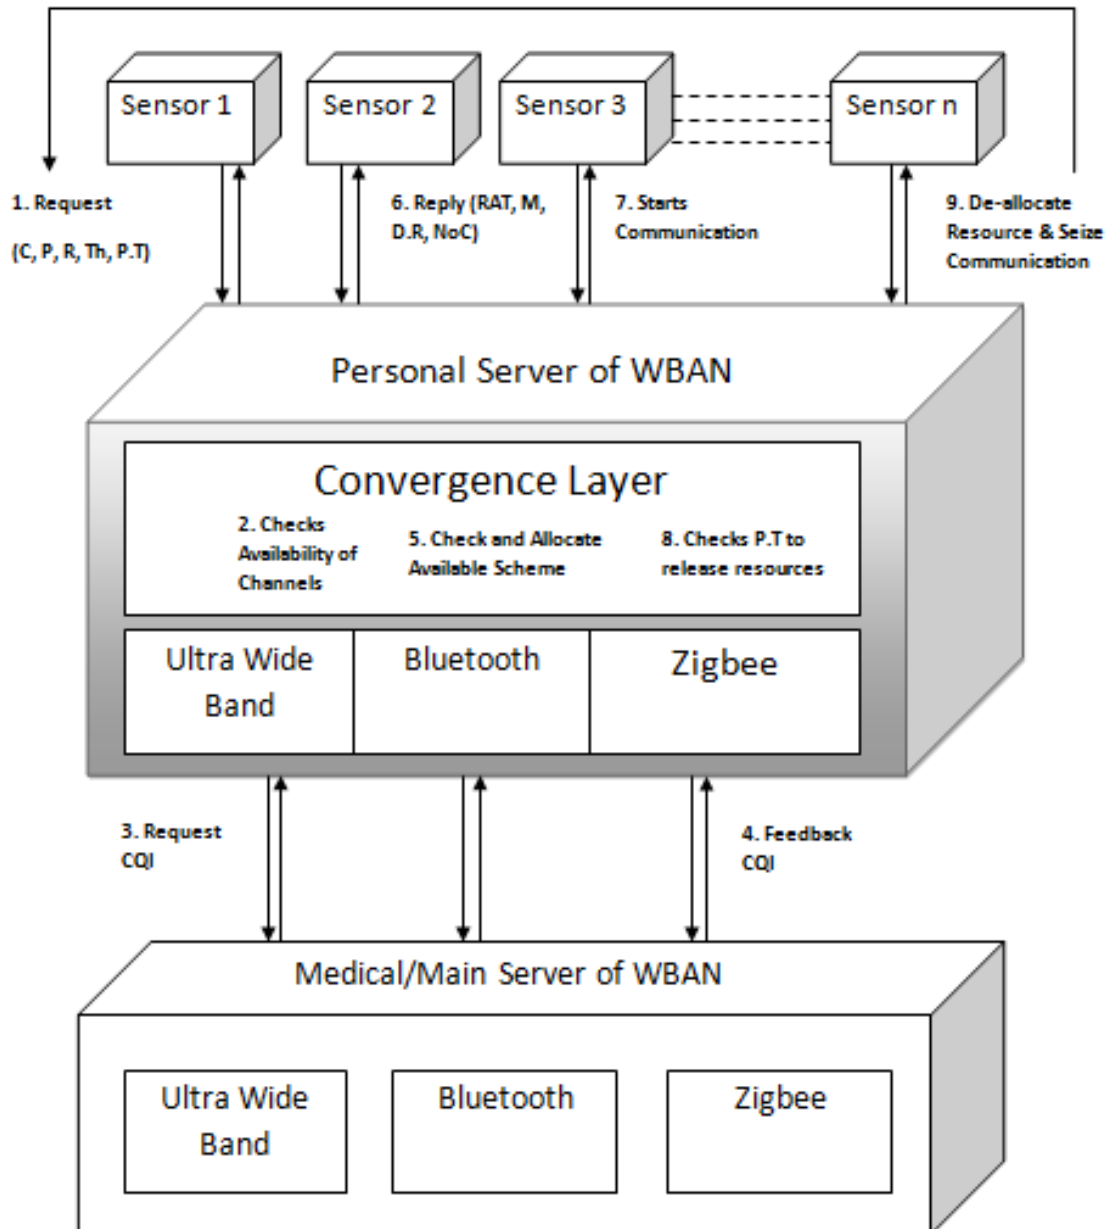 Sensor 1
Sensor 2
Sensor 3
Sensor n
1. Request
(C, P, R, Th, P.T)
6. Reply (RAT, M,
D.R, NoC)
7. Starts
Communication
9. De-allocate
Resource & Seize
Communication
Personal Server of WBAN
Convergence Layer
2. Checks
Availability of
Channels
5. Check and Allocate
Available Scheme
8. Checks P.T to
release resources
Ultra Wide
Band
Bluetooth
Zigbee
3. Request
CQI
4. Feedback
CQI
Medical/Main Server of WBAN
Ultra Wide
Band
Bluetooth
Zigbee